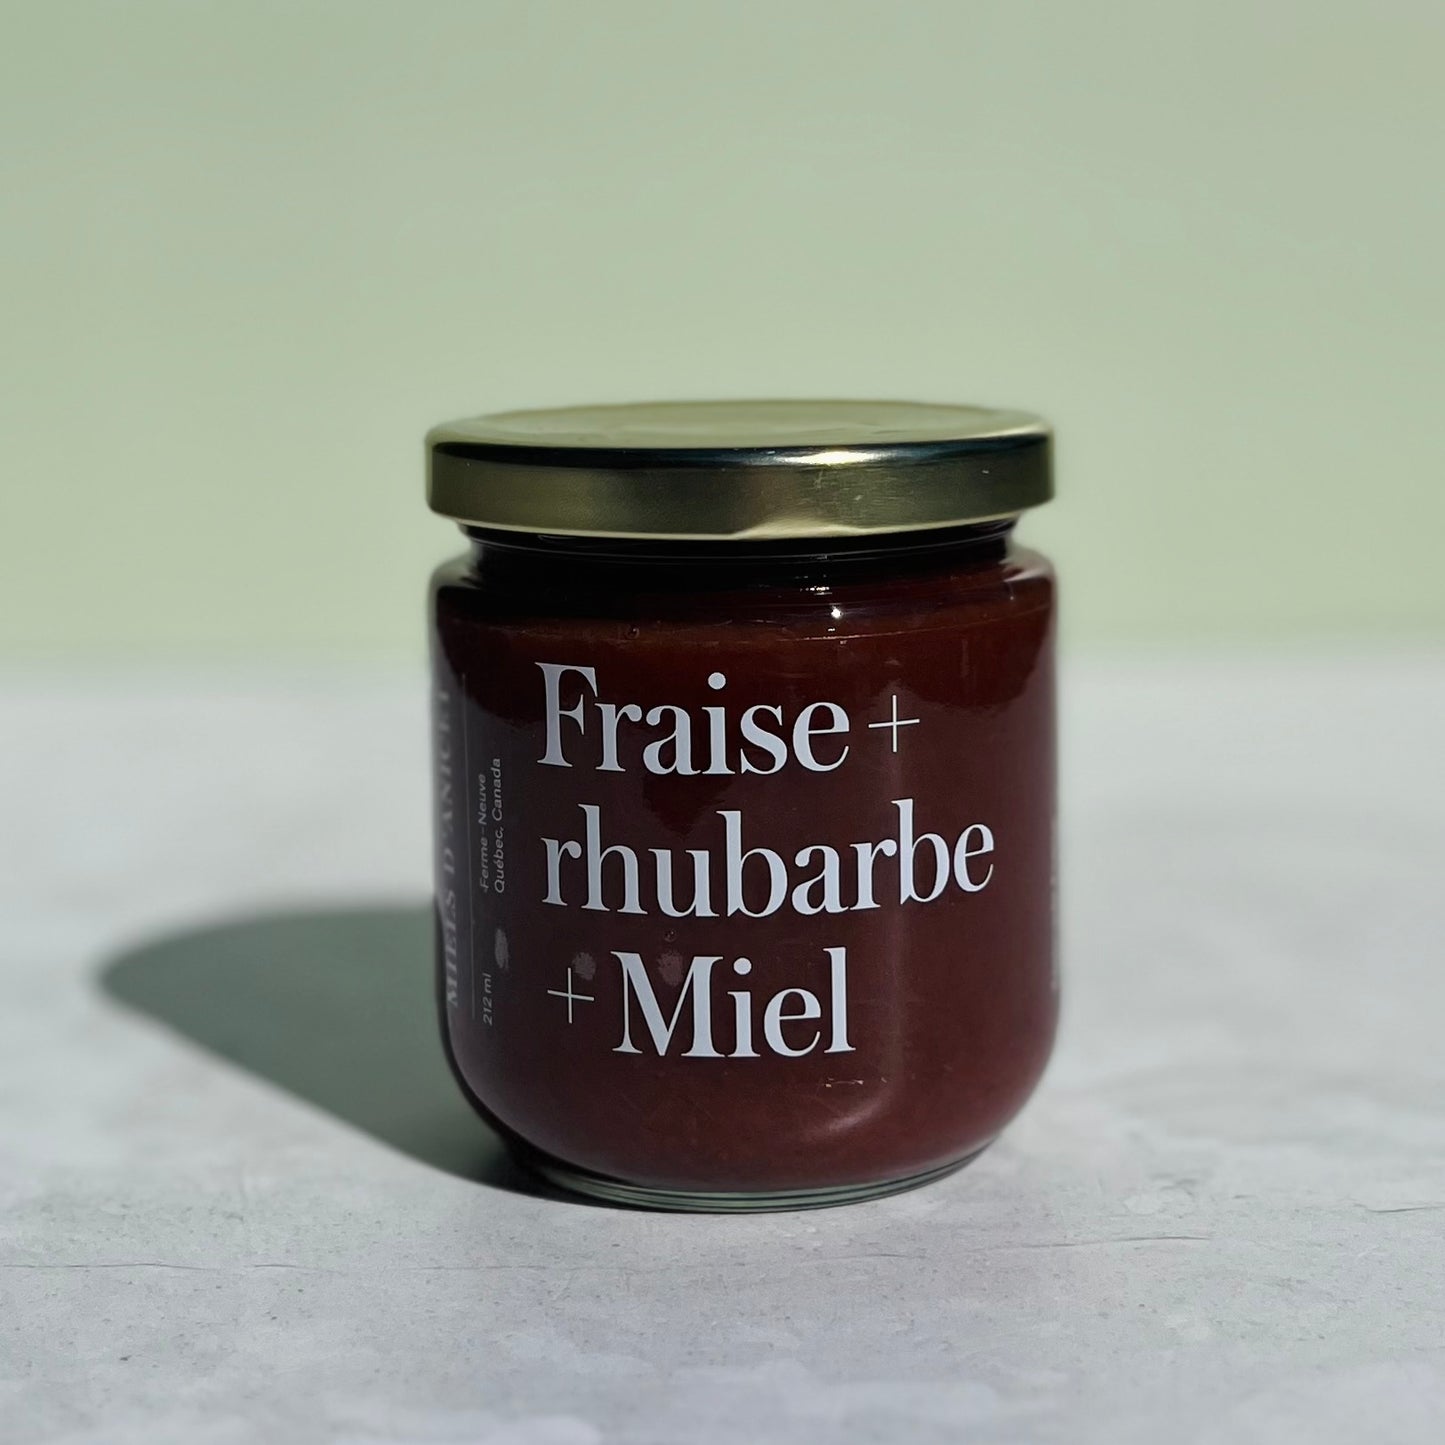 Fraise +
rhubarbe
+ Miel
MIELS D'ANICET
Ferme-Neuve
Québec, Canada
212 ml